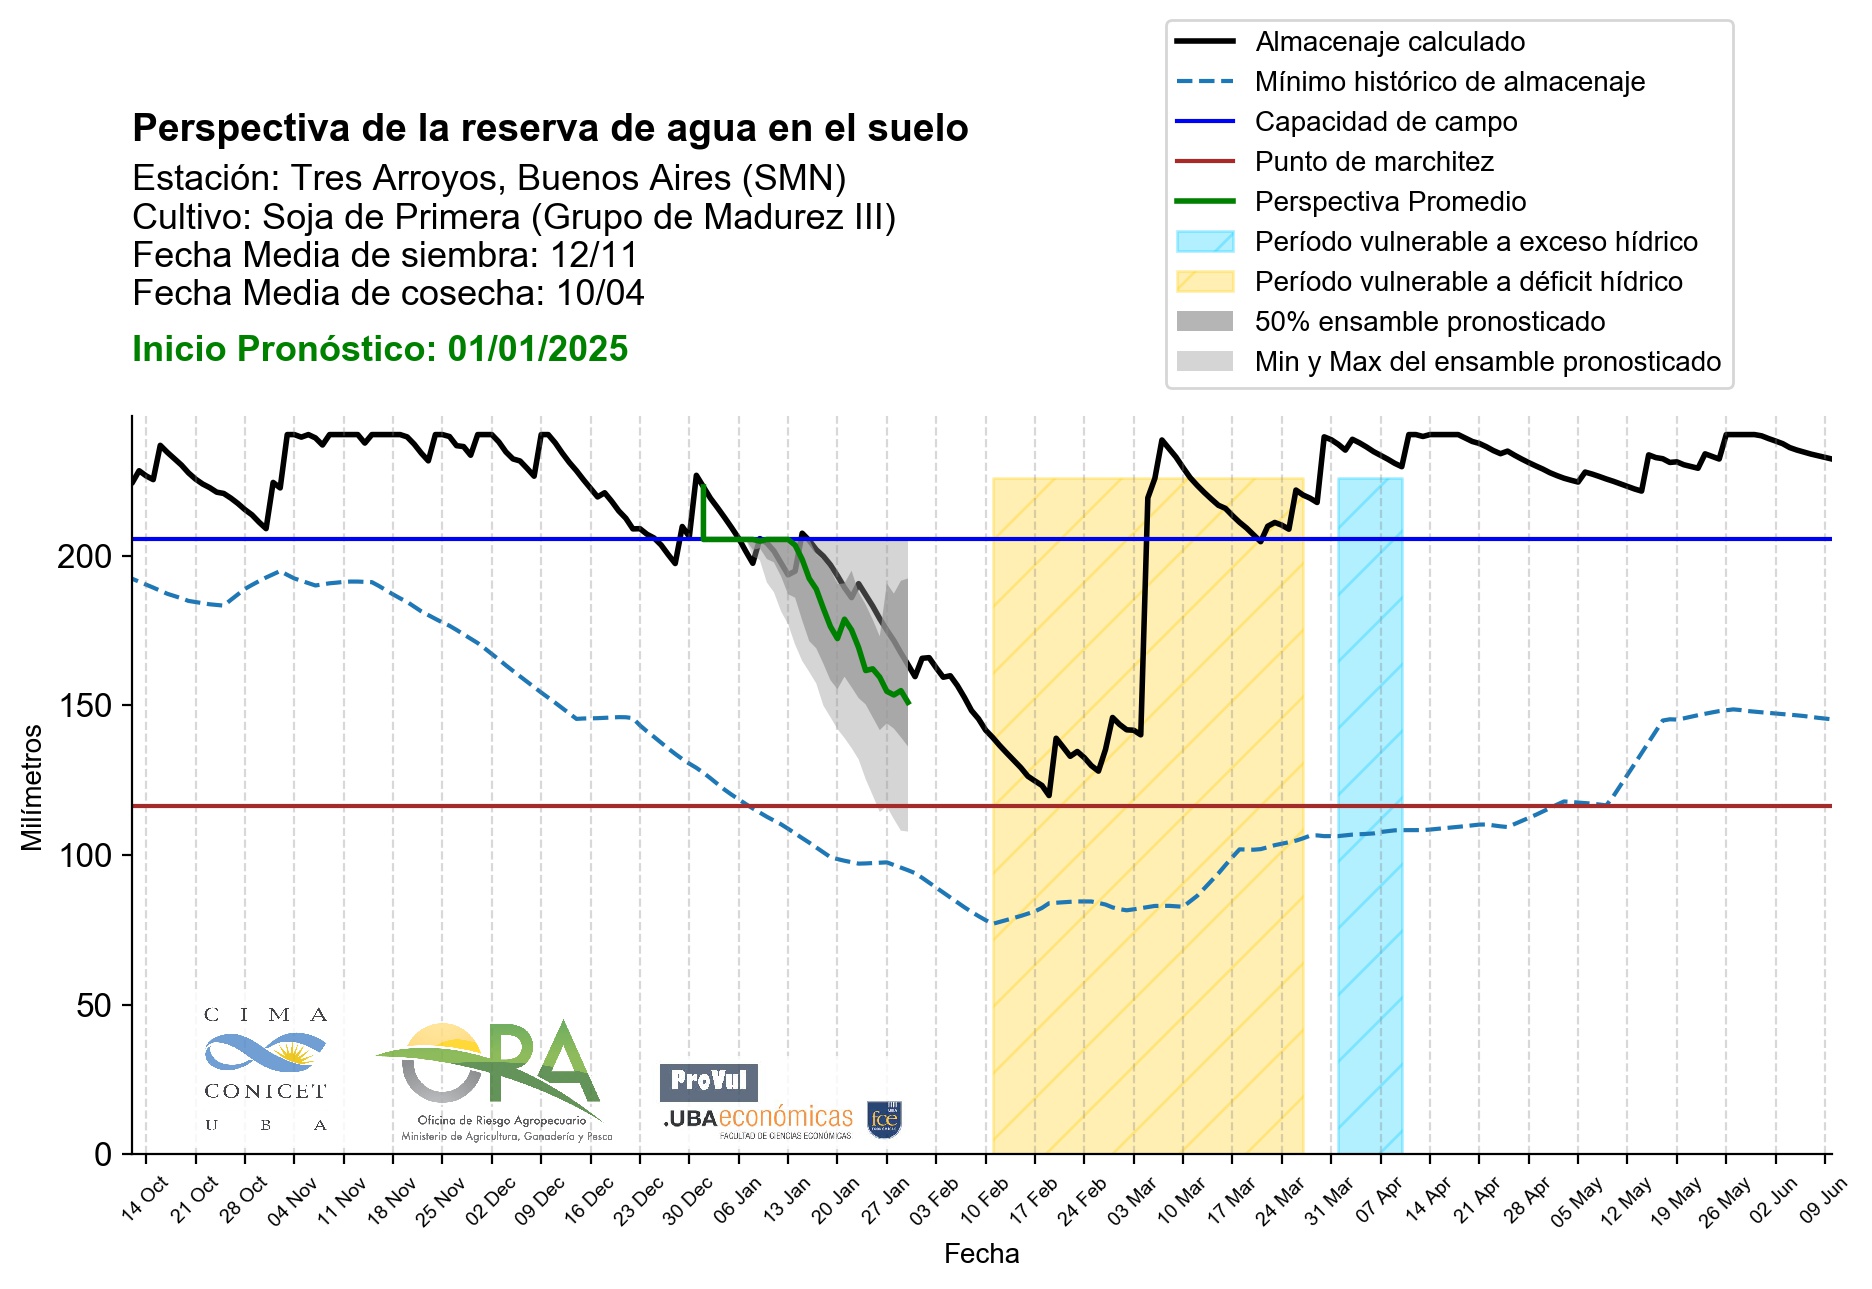 Almacenaje calculado
Mínimo histórico de almacenaje
Capacidad de campo
Punto de marchitez
Perspectiva Promedio
Período vulnerable a exceso hídrico
Período vulnerable a déficit hídrico
50% ensamble pronosticado
Min y Max del ensamble pronosticado
Perspectiva de la reserva de agua en el suelo
Estación: Tres Arroyos, Buenos Aires (SMN)
Cultivo: Soja de Primera (Grupo de Madurez III)
Fecha Media de siembra: 12/11
Fecha Media de cosecha: 10/04
Inicio Pronóstico: 01/01/2025
Milímetros
200
150
100
50
0
C I M A
CONICET
U B A
ORA
Oficina de Riesgo Agropecuario
Ministerio de Agricultura, Ganadería y Pesca
ProVul
.UBAeconómicas
FACULTAD DE CIENCIAS ECONÓMICAS
UBA
fce
ECONÓMICAS
14 Oct
21 Oct
28 Oct
04 Nov
11 Nov
18 Nov
25 Nov
02 Dec
09 Dec
16 Dec
23 Dec
30 Dec
06 Jan
13 Jan
20 Jan
27 Jan
03 Feb
10 Feb
17 Feb
24 Feb
03 Mar
10 Mar
17 Mar
24 Mar
31 Mar
07 Apr
14 Apr
21 Apr
28 Apr
05 May
12 May
19 May
26 May
02 Jun
09 Jun
Fecha